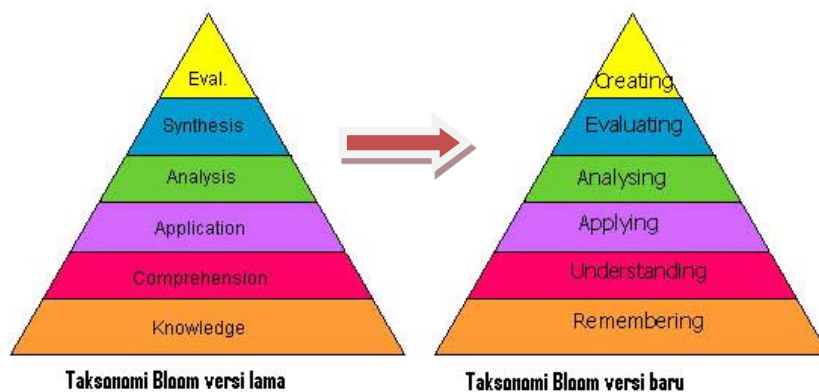 Eval.
Synthesis
Analysis
Application
Comprehension
Knowledge
Taksonomi Bloom versi lama
Creating
Evaluating
Analysing
Applying
Understanding
Remembering
Taksonomi Bloom versi baru